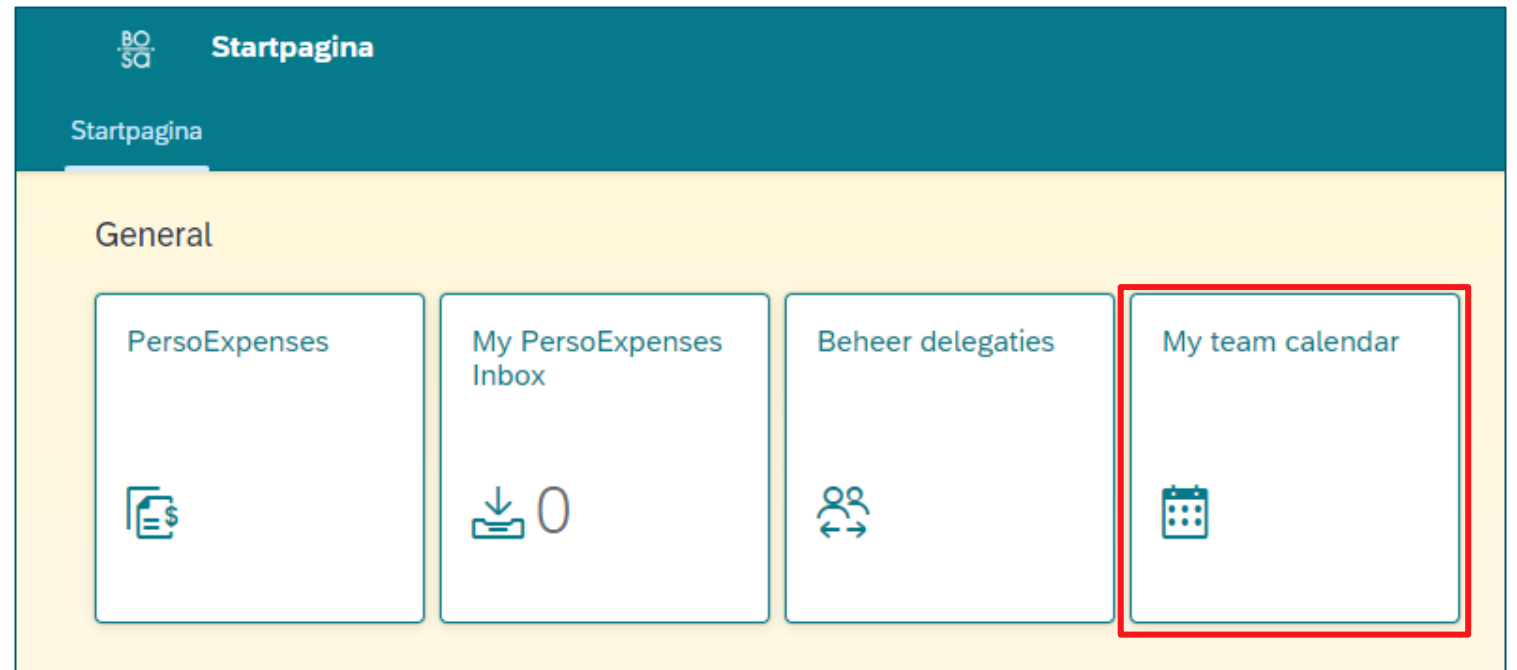 BO
sa
Startpagina
Startpagina
General
PersoExpenses
My PersoExpenses
Inbox
Beheer delegaties
My team calendar
$
0